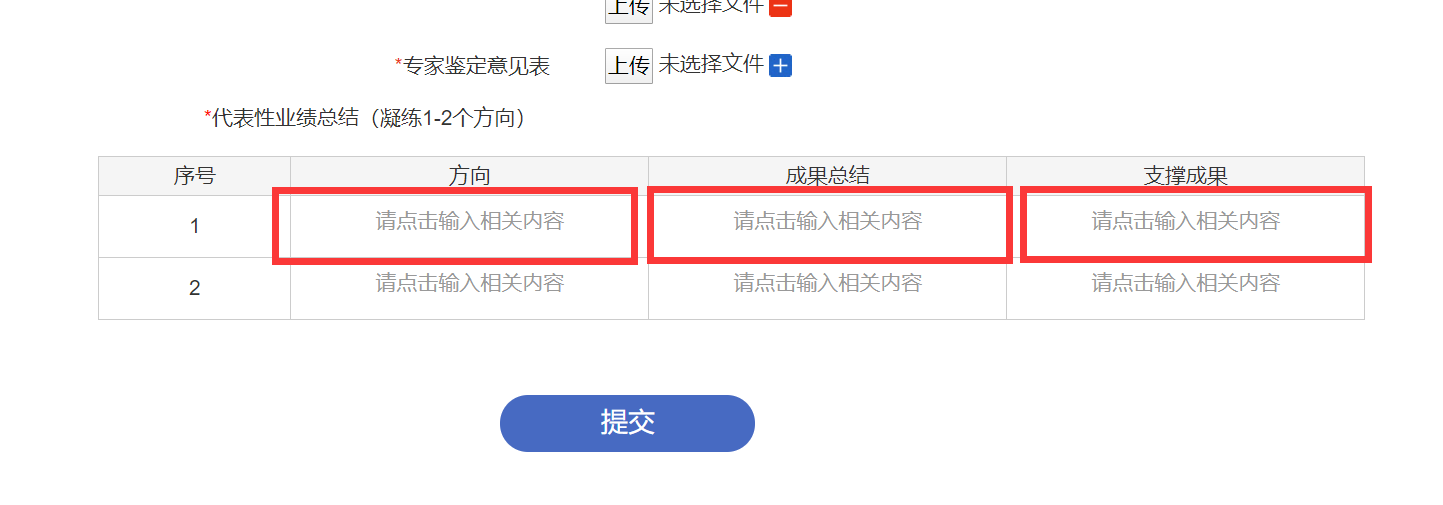 上传 未选择文件
*专家鉴定意见表 上传 未选择文件
*代表性业绩总结（凝练1-2个方向）
序号 方向 成果总结 支撑成果
1 请点击输入相关内容 请点击输入相关内容 请点击输入相关内容
2 请点击输入相关内容 请点击输入相关内容 请点击输入相关内容
提交